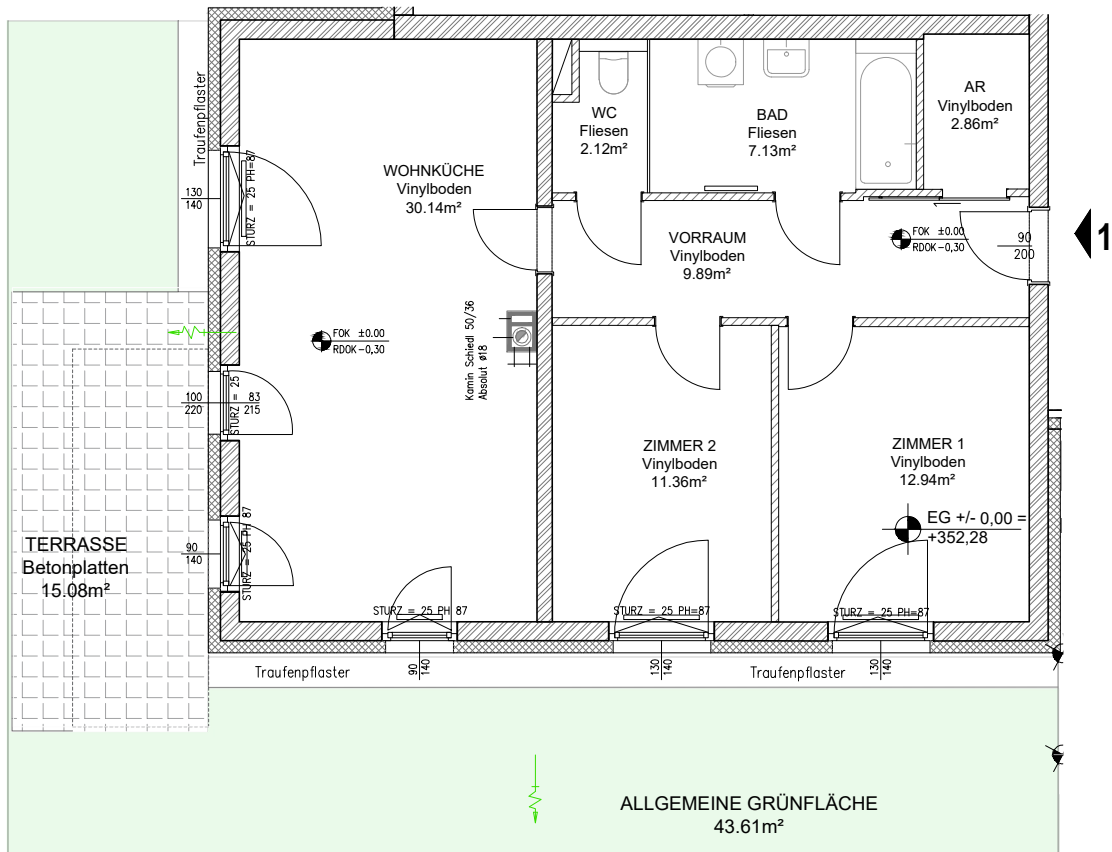 Traufenpflaster
130
140
STURZ = 25 PH=87
WOHNKÜCHE
Vinylboden
30.14m²
WC
Fliesen
2.12m²
BAD
Fliesen
7.13m²
AR
Vinylboden
2.86m²
VORRAUM
Vinylboden
9.89m²
FOK ±0.00
RDOK-0,30
90
200
1
FOK ±0.00
RDOK-0,30
Kamin Schiedl 50/36
Absolut ø18
100
220
STURZ = 25
83
215
ZIMMER 2
Vinylboden
11.36m²
ZIMMER 1
Vinylboden
12.94m²
EG +/- 0,00 =
+352,28
TERRASSE
Betonplatten
15.08m²
90
140
STURZ = 25 PH 87
STURZ = 25 PH 87
STURZ = 25 PH=87
STURZ = 25 PH=87
Traufenpflaster
90
140
130
140
Traufenpflaster
130
140
ALLGEMEINE GRÜNFLÄCHE
43.61m²